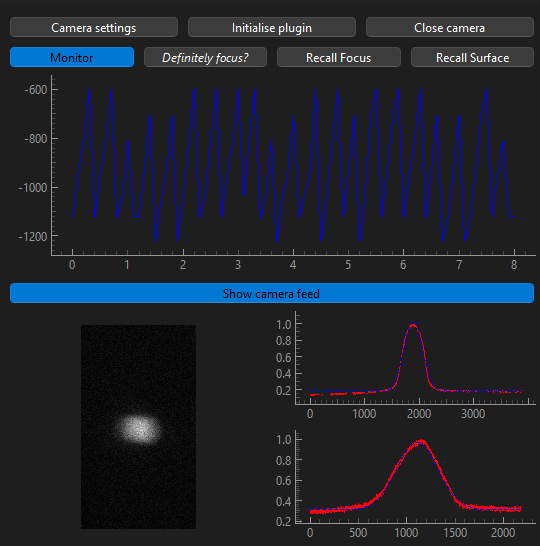 Camera settings Initialise plugin Close camera
Monitor Definitely focus? Recall Focus Recall Surface
-600
-800
-1000
-1200
0 1 2 3 4 5 6 7 8
Show camera feed
1.0
0.8
0.6
0.4
0.2
0 1000 2000 3000
1.0
0.8
0.6
0.4
0.2
0 500 1000 1500 2000